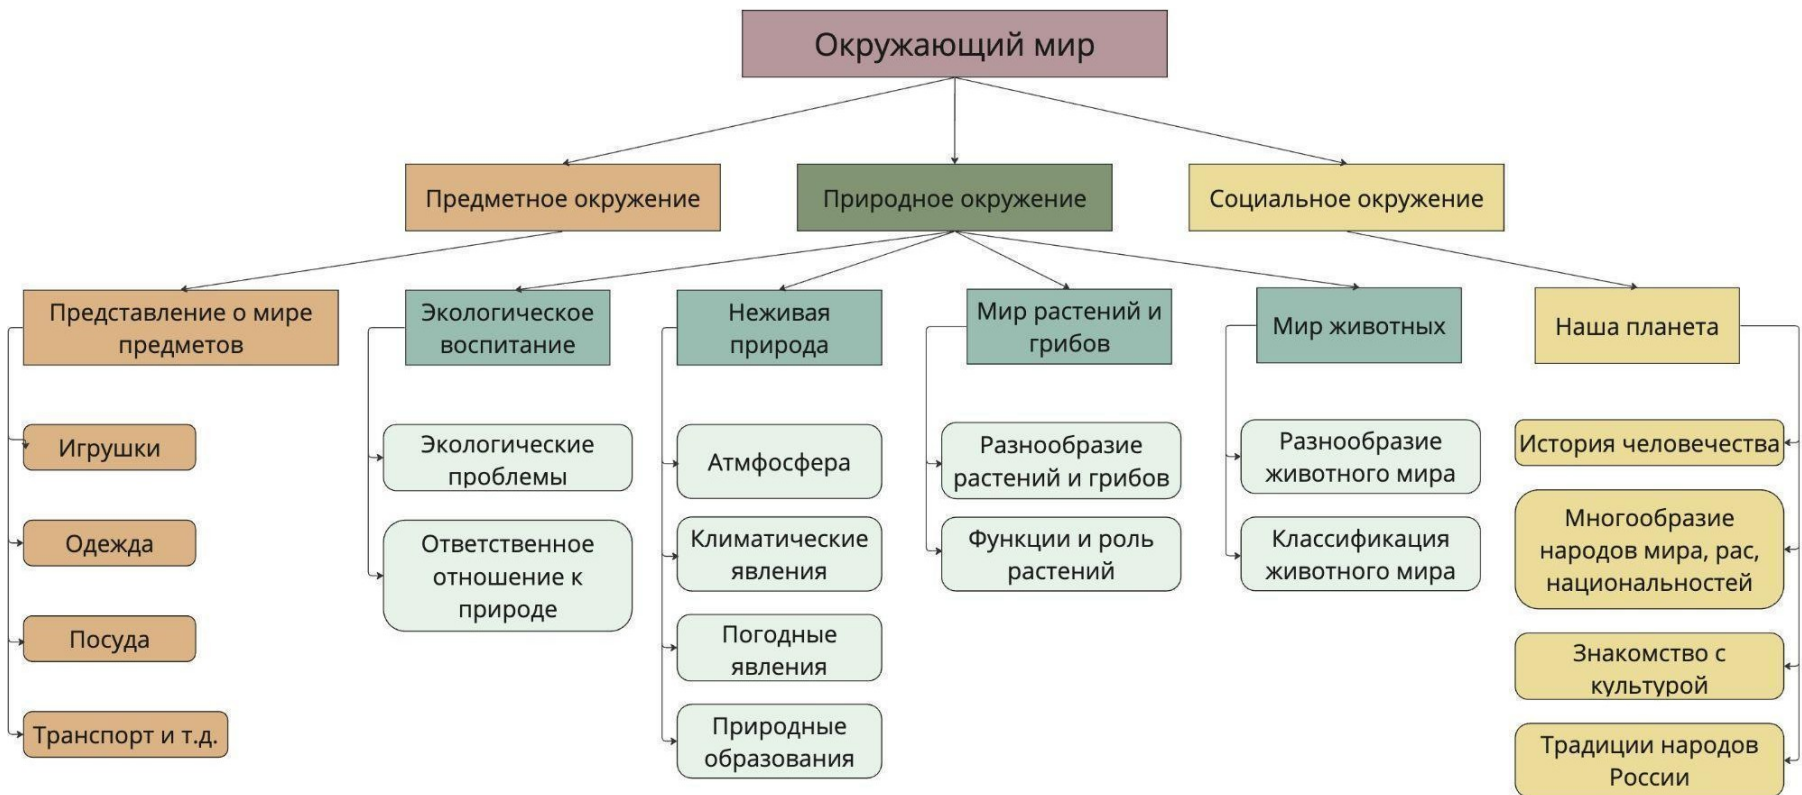 Окружающий мир
Предметное окружение
Природное окружение
Социальное окружение
Представление о мире
предметов
Экологическое
воспитание
Неживая
природа
Мир растений и
грибов
Мир животных
Наша планета
Игрушки
Одежда
Посуда
Транспорт и т.д.
Экологические
проблемы
Ответственное
отношение к
природе
Атмфосфера
Климатические
явления
Погодные
явления
Природные
образования
Разнообразие
растений и грибов
Функции и роль
растений
Разнообразие
животного мира
Классификация
животного мира
История человечества
Многообразие
народов мира, рас,
национальностей
Знакомство с
культурой
Традиции народов
России